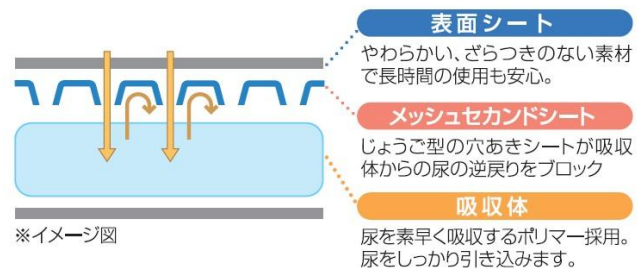 表面シート
やわらかい、ざらつきのない素材
で長時間の使用も安心。
メッシュセカンドシート
じょうご型の穴あきシートが吸収
体からの尿の逆戻りをブロック
吸収体
尿を素早く吸収するポリマー採用。
尿をしっかり引き込みます。
※イメージ図